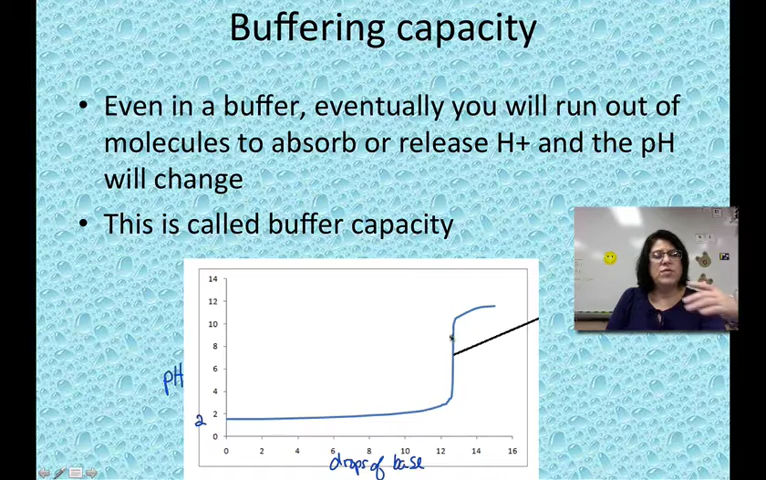 Buffering capacity
• Even in a buffer, eventually you will run out of
molecules to absorb or release H+ and the pH
will change
• This is called buffer capacity
14
12
10
8
6
4
2
0
pH
2
0 2 4 6 8 10 12 14 16
drops of base